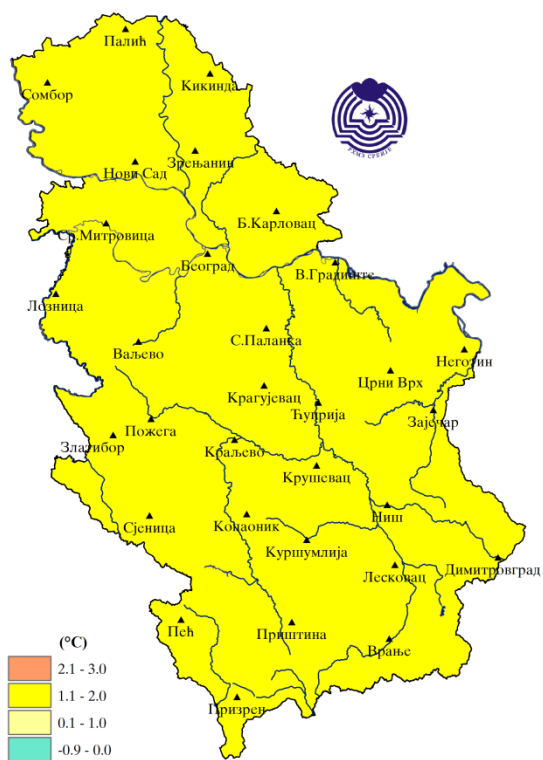 Палић
Сомбор
Кикинда
Зрењанин
Нови Сад
РХМЗ СРБИЈЕ
Б.Карловац
Ср.Митровица
Београд
В.Градиште
Лозница
С.Паланка
Ваљево
Неготин
Црни Врх
Крагујевац
Ћуприја
Зајечар
Пожега
Златибор
Краљево
Крушевац
Ниш
Сјеница
Копаоник
Куршумлија
Димитровград
Лесковац
Пећ
Приштина
Врање
Призрен
(°C)
2.1 - 3.0
1.1 - 2.0
0.1 - 1.0
-0.9 - 0.0